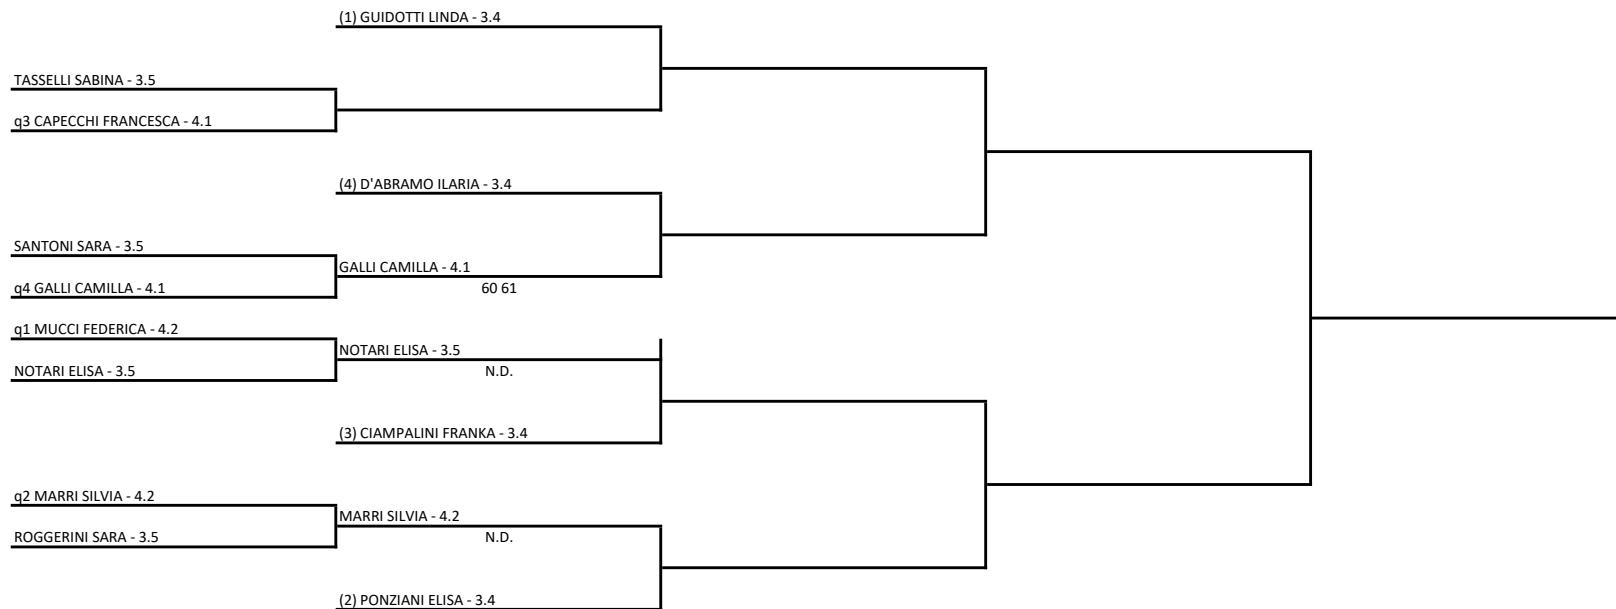 (1) GUIDOTTI LINDA - 3.4
TASSELLI SABINA - 3.5
q3 CAPECCHI FRANCESCA - 4.1
(4) D'ABRAMO ILARIA - 3.4
SANTONI SARA - 3.5
GALLI CAMILLA - 4.1
q4 GALLI CAMILLA - 4.1
60 61
q1 MUCCI FEDERICA - 4.2
NOTARI ELISA - 3.5
NOTARI ELISA - 3.5
N.D.
(3) CIAMPALINI FRANKA - 3.4
q2 MARRI SILVIA - 4.2
MARRI SILVIA - 4.2
ROGGERINI SARA - 3.5
N.D.
(2) PONZIANI ELISA - 3.4